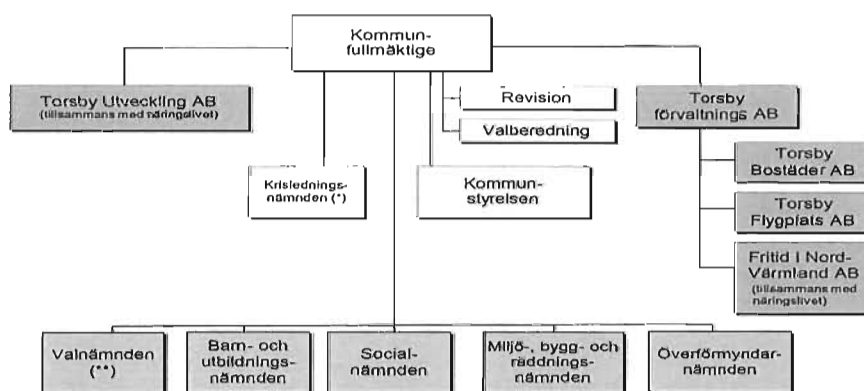 Kommun-
fullmäktige
Torsby Utveckling AB
(tillsammans med näringslivet)
Revision
Valberedning
Torsby
förvaltnings AB
Krislednings-
nämnden (*)
Kommun-
styrelsen
Torsby
Bostäder AB
Torsby
Flygplats AB
Fritid I Nord-
Värmland AB
(tillsammans med
näringslivet)
Valnämnden
(**)
Barn- och
utbildnings-
nämnden
Social-
nämnden
Miljö-, bygg- och
räddnings-
nämnden
Överförmyndar-
nämnden